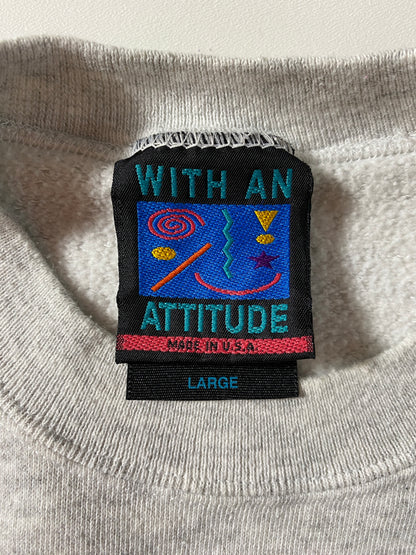 WITH AN
ATTITUDE
MADE IN U.S.A.
LARGE